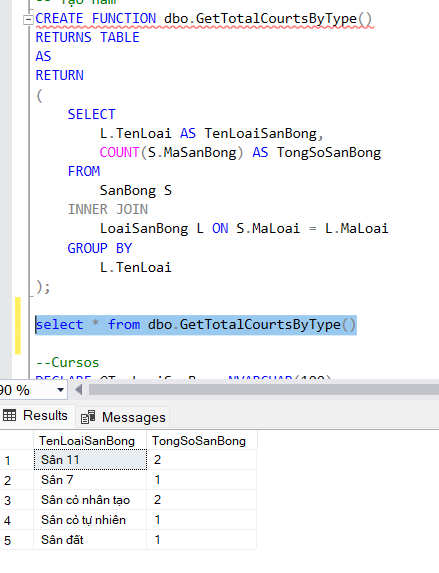 -- Tạo hàm
CREATE FUNCTION dbo.GetTotalCourtsByType()
RETURNS TABLE
AS
RETURN
(
SELECT
L.TenLoai AS TenLoaiSanBong,
COUNT(S.MaSanBong) AS TongSoSanBong
FROM
SanBong S
INNER JOIN
LoaiSanBong L ON S.MaLoai = L.MaLoai
GROUP BY
L.TenLoai
);
select * from dbo.GetTotalCourtsByType()
--Cursos
DECLARE @TenLoaiSanBong NVARCHAR(100)
90 %
Results Messages
TenLoaiSanBong TongSoSanBong
1 Sân 11 2
2 Sân 7 1
3 Sân cỏ nhân tạo 2
4 Sân cỏ tự nhiên 1
5 Sân đất 1